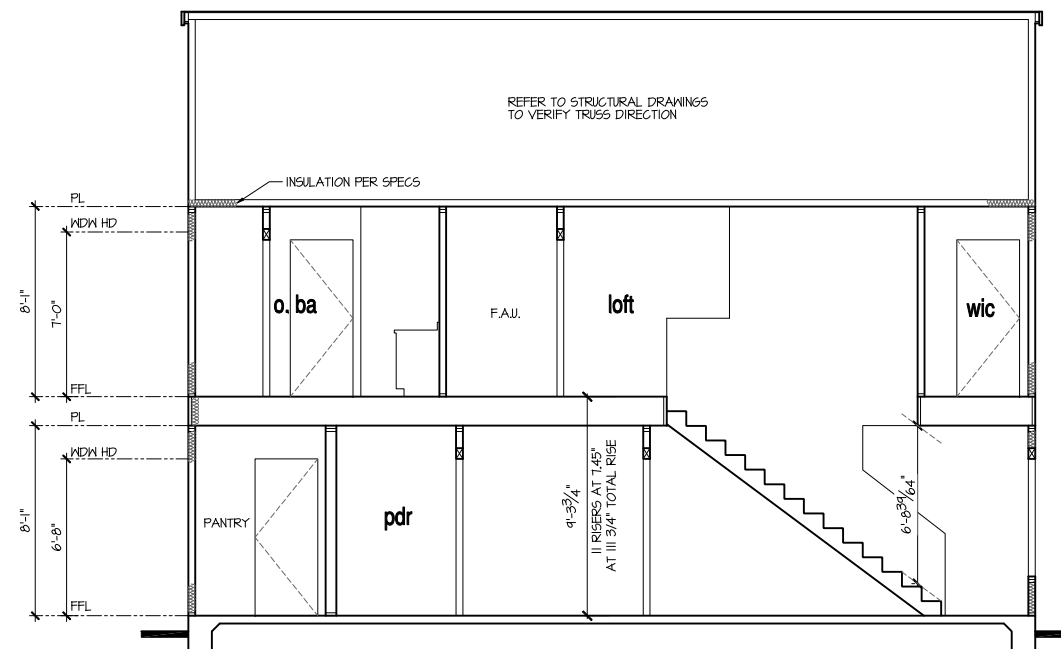 REFER TO STRUCTURAL DRAWINGS
TO VERIFY TRUSS DIRECTION
INSULATION PER SPECS
PL
WDW HD
8'-1"
7'-0"
o. ba
F.A.U.
loft
wic
FFL
PL
WDW HD
8'-1"
6'-8"
PANTRY
pdr
9'-3 3/4"
11 RISERS AT 7.45"
AT 111 3/4" TOTAL RISE
6'-8 39/64"
FFL